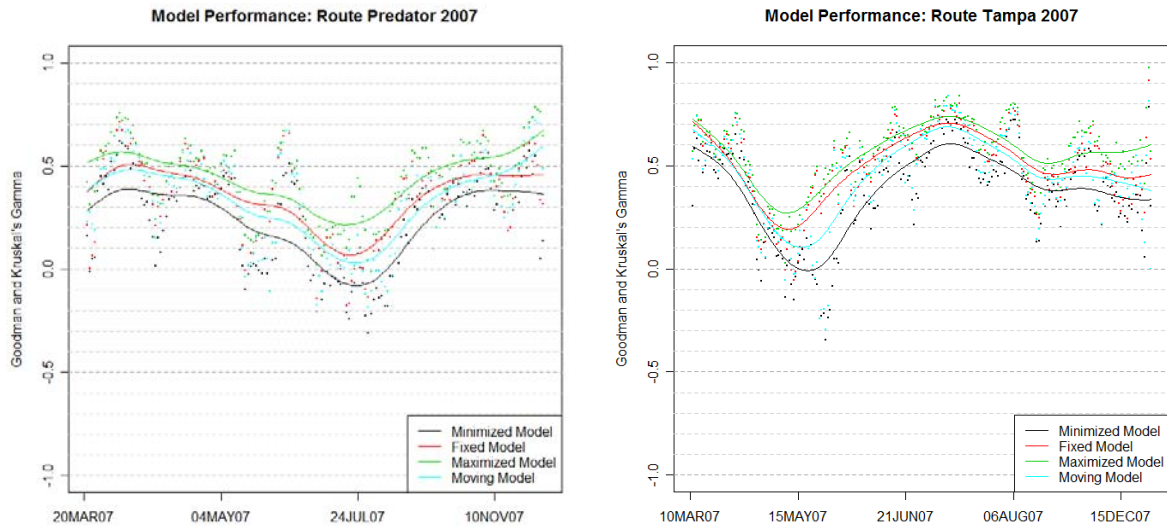 Model Performance: Route Predator 2007
Goodman and Kruskal's Gamma
1.0
0.5
0.0
-0.5
-1.0
20MAR07 04MAY07 24JUL07 10NOV07
Minimized Model
Fixed Model
Maximized Model
Moving Model
Model Performance: Route Tampa 2007
Goodman and Kruskal's Gamma
1.0
0.5
0.0
-0.5
-1.0
10MAR07 15MAY07 21JUN07 06AUG07 15DEC07
Minimized Model
Fixed Model
Maximized Model
Moving Model